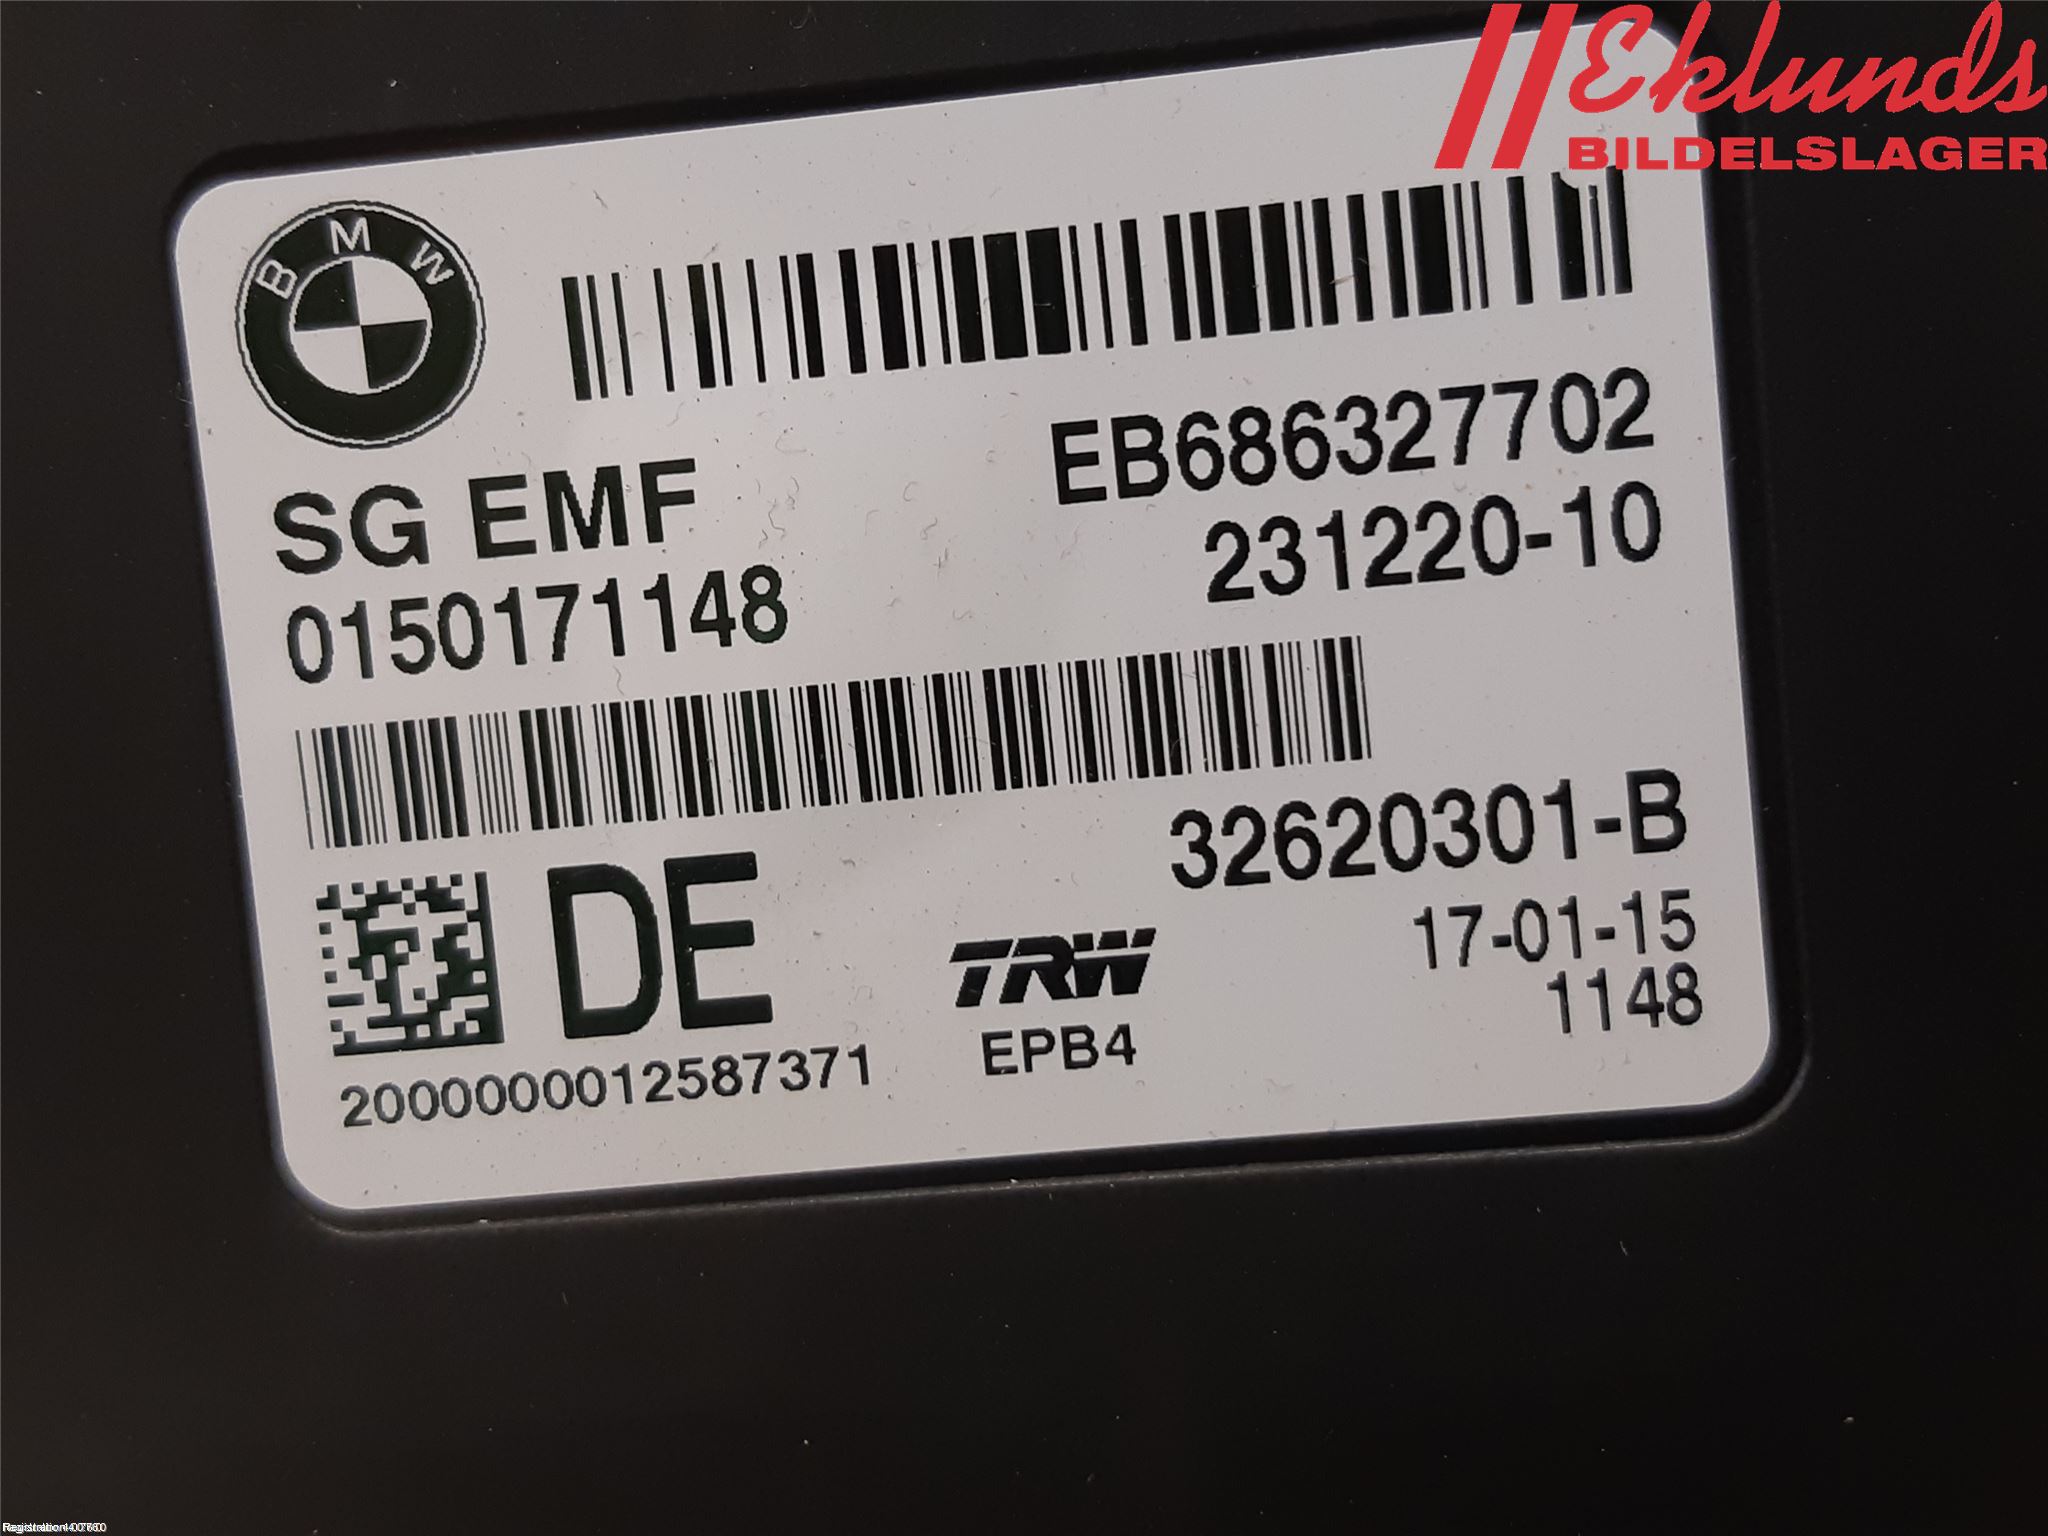 Eklunds
BILDELSLAGER
BMW
EB686327702
SG EMF
231220-10
0150171148
32620301-B
DE
17-01-15
TRW
1148
EPB4
2000000012587371